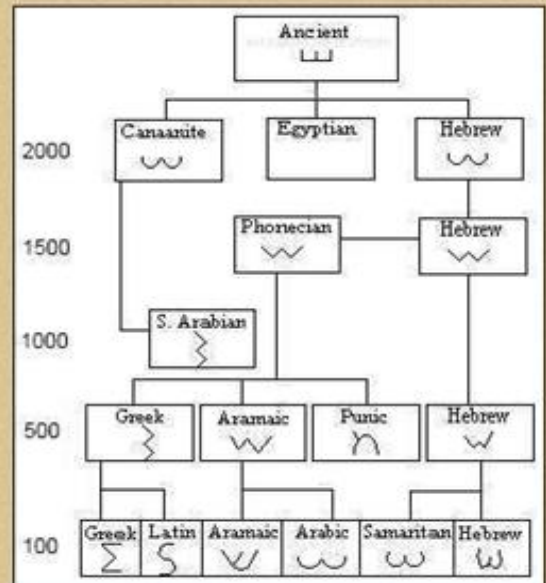 Ancient
Canaanite Egyptian Hebrew
2000
Phonecian Hebrew
1500
S. Arabian
1000
Greek Aramaic Punic Hebrew
500
Greek Latin Aramaic Arabic Samaritan Hebrew
100